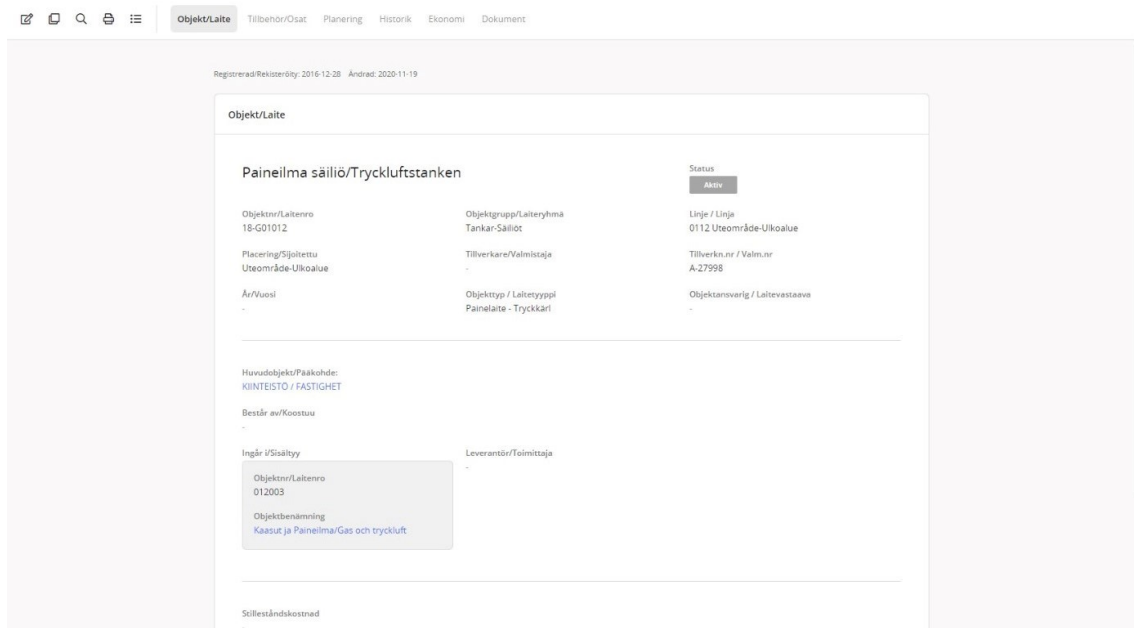 Objekt/Laite Tillbehör/Osat Planering Historik Ekonomi Dokument
Registrerad/Rekisteröity: 2016-12-28 Ändrad: 2020-11-19
Objekt/Laite
Paineilma säiliö/Tryckluftstanken
Status
Aktiv
Objektnr/Laitenro
18-G01012
Objektgrupp/Laiteryhmä
Tankar-Säiliöt
Linje / Linja
0112 Uteområde-Ulkoalue
Placering/Sijoitettu
Uteområde-Ulkoalue
Tillverkare/Valmistaja
-
Tillverkn.nr / Valm.nr
A-27998
År/Vuosi
-
Objekttyp / Laitetyyppi
Painelaite - Tryckkärl
Objektansvarig / Laitevastaava
-
Huvudobjekt/Pääkohde:
KIINTEISTÖ / FASTIGHET
Består av/Koostuu
-
Ingår i/Sisältyy
Objektnr/Laitenro
012003
Objektbenämning
Kaasut ja Paineilma/Gas och tryckluft
Leverantör/Toimittaja
-
Stilleståndskostnad